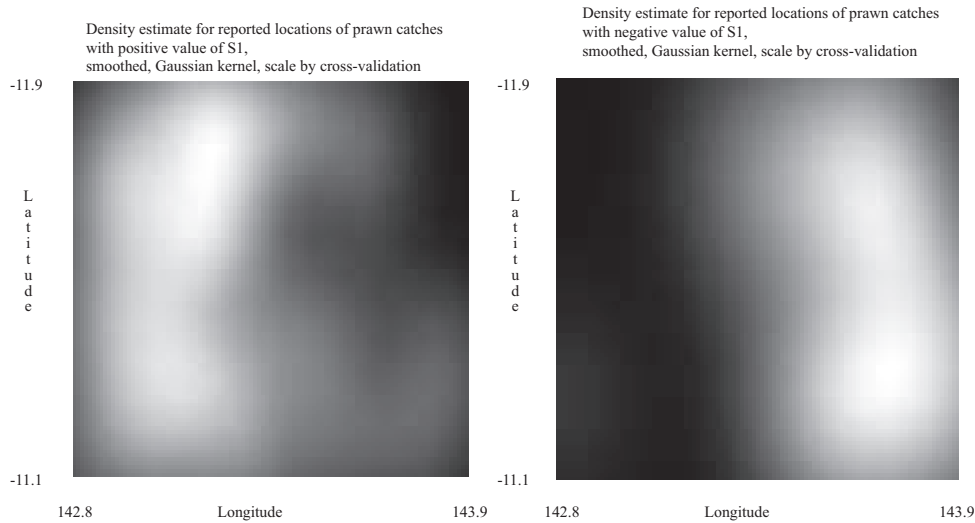 Density estimate for reported locations of prawn catches
with positive value of S1,
smoothed, Gaussian kernel, scale by cross-validation
-11.9
Latitude
-11.1
142.8
Longitude
143.9
Density estimate for reported locations of prawn catches
with negative value of S1,
smoothed, Gaussian kernel, scale by cross-validation
-11.9
Latitude
-11.1
142.8
Longitude
143.9